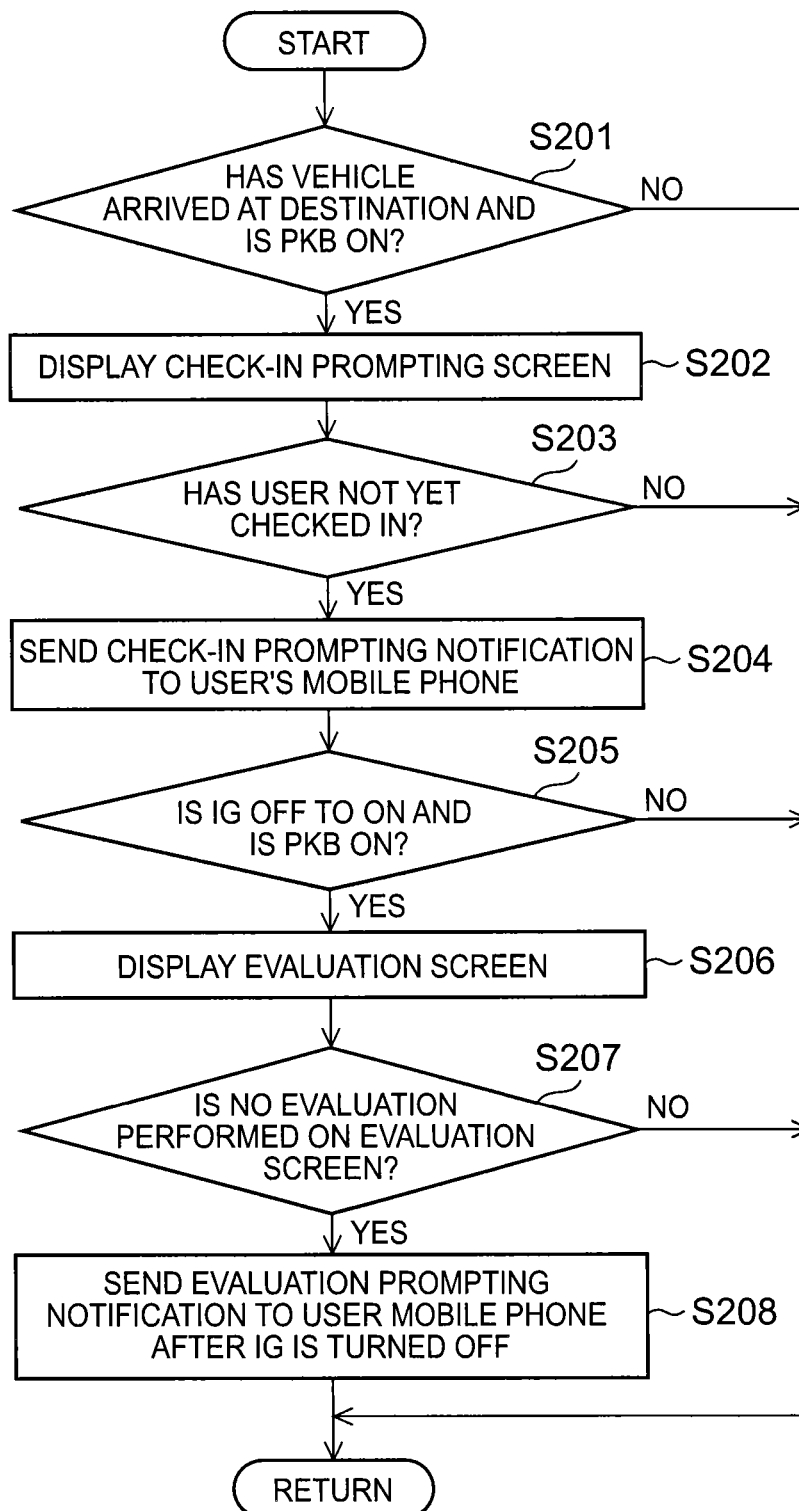 START
S201
HAS VEHICLE
ARRIVED AT DESTINATION AND
IS PKB ON?
NO
YES
DISPLAY CHECK-IN PROMPTING SCREEN
S202
S203
HAS USER NOT YET
CHECKED IN?
NO
YES
SEND CHECK-IN PROMPTING NOTIFICATION
TO USER'S MOBILE PHONE
S204
S205
IS IG OFF TO ON AND
IS PKB ON?
NO
YES
DISPLAY EVALUATION SCREEN
S206
S207
IS NO EVALUATION
PERFORMED ON EVALUATION
SCREEN?
NO
YES
SEND EVALUATION PROMPTING
NOTIFICATION TO USER MOBILE PHONE
AFTER IG IS TURNED OFF
S208
RETURN